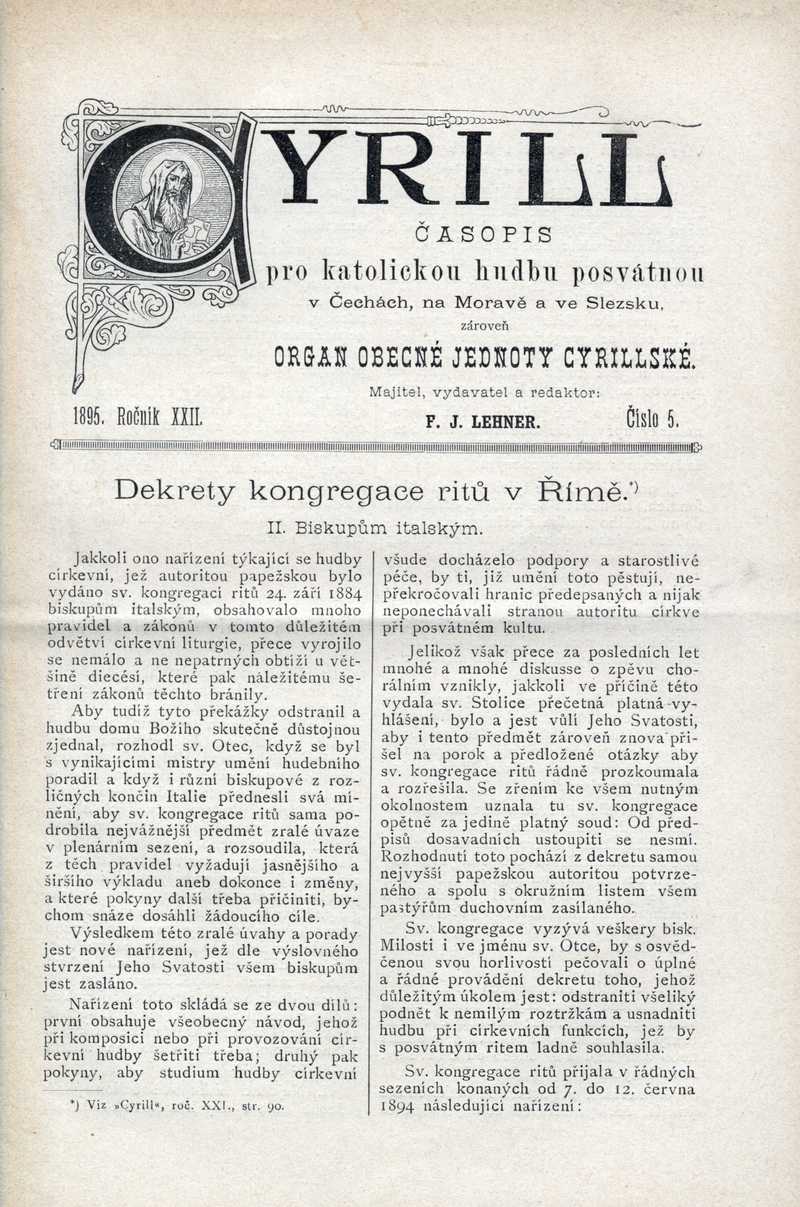 CYRILL
ČASOPIS
pro katolickou hudbu posvátnou
v Čechách, na Moravě a ve Slezsku,
zároveň
ORGAN OBECNÉ JEDNOTY CYRILLSKÉ.
Majitel, vydavatel a redaktor:
1895. Ročník XXII. F. J. LEHNER. Číslo 5.
Dekrety kongregace ritů v Římě.*)
II. Biskupům italským.
Jakkoli ono nařízení týkající se hudby
církevní, jež autoritou papežskou bylo
vydáno sv. kongregací ritů 24. září 1884
biskupům italským, obsahovalo mnoho
pravidel a zákonů v tomto důležitém
odvětví církevní liturgie, přece vyrojilo
se nemálo a ne nepatrných obtíží u vět-
šině diecésí, které pak náležitému še-
tření zákonů těchto bránily.
Aby tudíž tyto překážky odstranil a
hudbu domu Božího skutečně důstojnou
zjednal, rozhodl sv. Otec, když se byl
s vynikajícími mistry umění hudebního
poradil a když i různí biskupové z roz-
ličných končin Italie přednesli svá mí-
nění, aby sv. kongregace ritů sama po-
drobila nejvážnější předmět zralé úvaze
v plenárním sezení, a rozsoudila, která
z těch pravidel vyžadují jasnějšího a
širšího výkladu aneb dokonce i změny,
a které pokyny další třeba přičiniti, by-
chom snáze dosáhli žádoucího cíle.
Výsledkem této zralé úvahy a porady
jest nové nařízení, jež dle výslovného
stvrzení Jeho Svatosti všem biskupům
jest zasláno.
Nařízení toto skládá se ze dvou dílů:
první obsahuje všeobecný návod, jehož
při komposici nebo při provozování cír-
kevní hudby šetřiti třeba; druhý pak
pokyny, aby studium hudby církevní
*) Viz »Cyrill«, roč. XXI., str. 90.
všude docházelo podpory a starostlivé
péče, by ti, již umění toto pěstují, ne-
překročovali hranic předepsaných a nijak
neponechávali stranou autoritu církve
při posvátném kultu.
Jelikož však přece za posledních let
mnohé a mnohé diskusse o zpěvu cho-
rálním vznikly, jakkoli ve příčině této
vydala sv. Stolice přečetná platná vy-
hlášení, bylo a jest vůlí Jeho Svatosti,
aby i tento předmět zároveň znova při-
šel na porok a předložené otázky aby
sv. kongregace ritů řádně prozkoumala
a rozřešila. Se zřením ke všem nutným
okolnostem uznala tu sv. kongregace
opětně za jedině platný soud: Od před-
pisů dosavadních ustoupiti se nesmí.
Rozhodnutí toto pochází z dekretu samou
nejvyšší papežskou autoritou potvrze-
ného a spolu s okružním listem všem
pastýřům duchovním zasílaného.
Sv. kongregace vyzývá veškery bisk.
Milosti i ve jménu sv. Otce, by s osvěd-
čenou svou horlivostí pečovali o úplné
a řádné provádění dekretu toho, jehož
důležitým úkolem jest: odstraniti všeliký
podnět k nemilým roztržkám a usnadniti
hudbu při církevních funkcích, jež by
s posvátným ritem ladně souhlasila.
Sv. kongregace ritů přijala v řádných
sezeních konaných od 7. do 12. června
1894 následující nařízení: